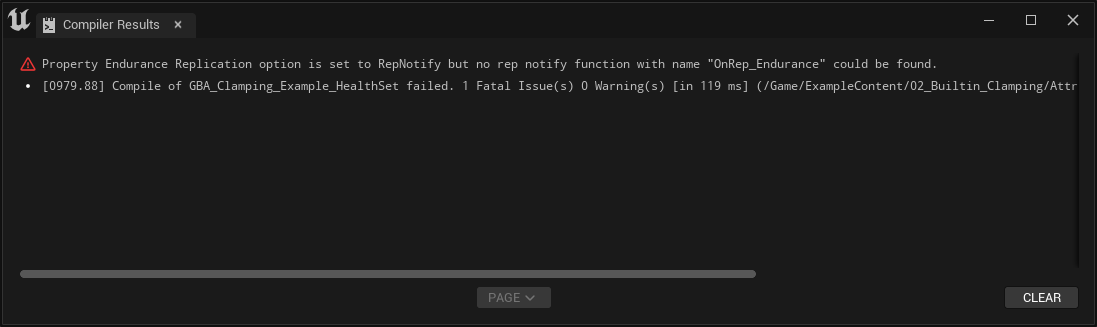 Compiler Results
Property Endurance Replication option is set to RepNotify but no rep notify function with name "OnRep_Endurance" could be found.
[0979.88] Compile of GBA_Clamping_Example_HealthSet failed. 1 Fatal Issue(s) 0 Warning(s) [in 119 ms] (/Game/ExampleContent/02_Builtin_Clamping/Attr
PAGE
CLEAR